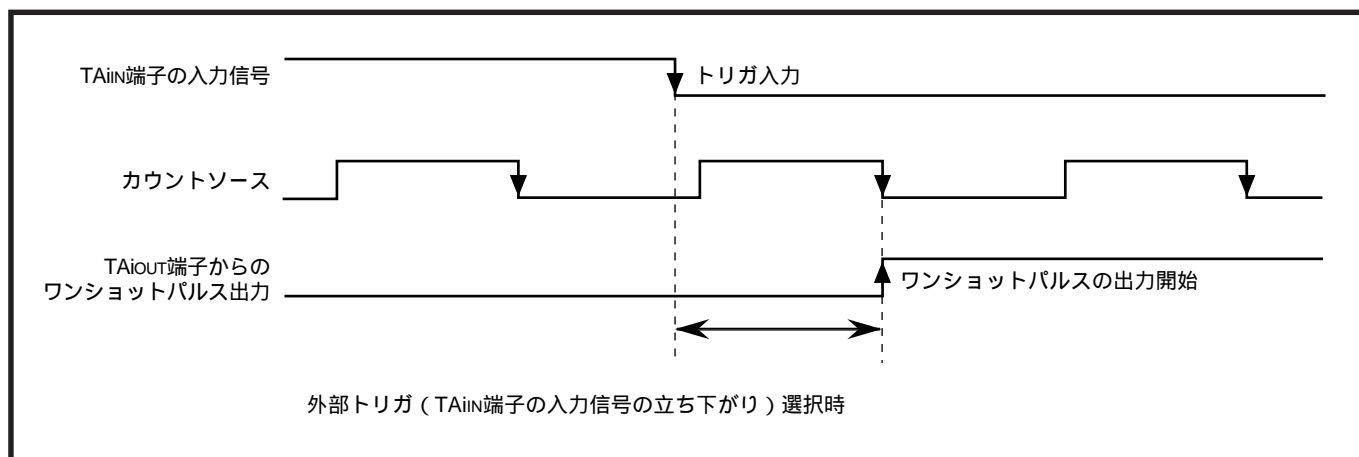 TAiIN端子の入力信号
トリガ入力
カウントソース
TAiOUT端子からの
ワンショットパルス出力
ワンショットパルスの出力開始
外部トリガ（TAiIN端子の入力信号の立ち下がり）選択時